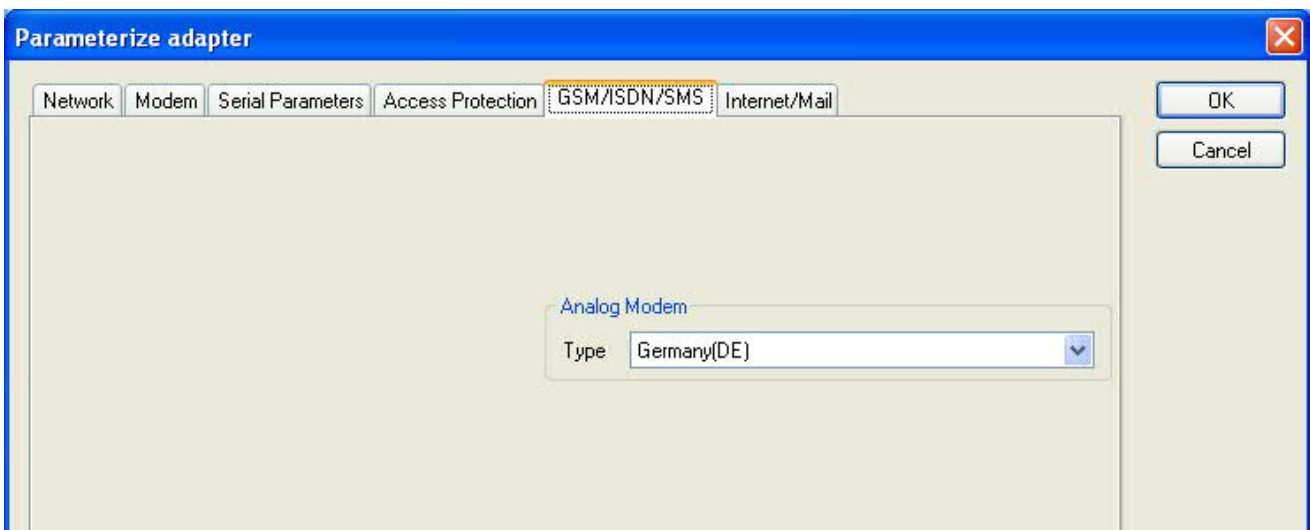 Parameterize adapter
Network Modem Serial Parameters Access Protection GSM/ISDN/SMS Internet/Mail
OK
Cancel
Analog Modem
Type Germany(DE)